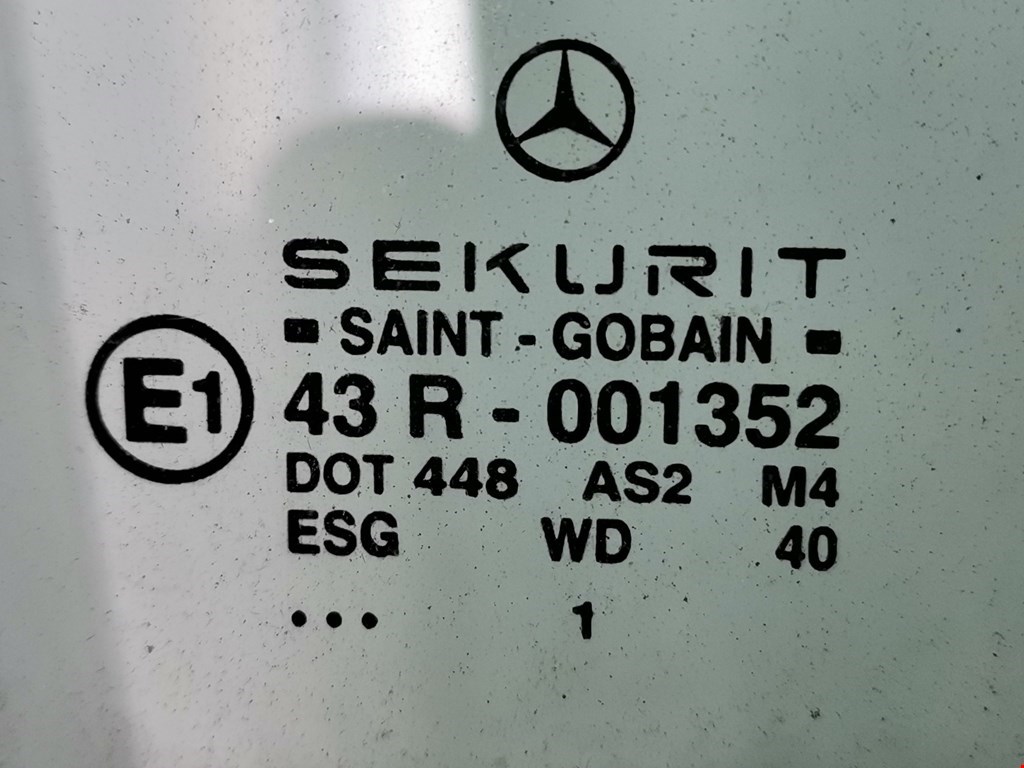 SEKURIT
SAINT-GOBAIN
E1 43 R - 001352
DOT 448 AS2 M4
ESG WD 40
... 1